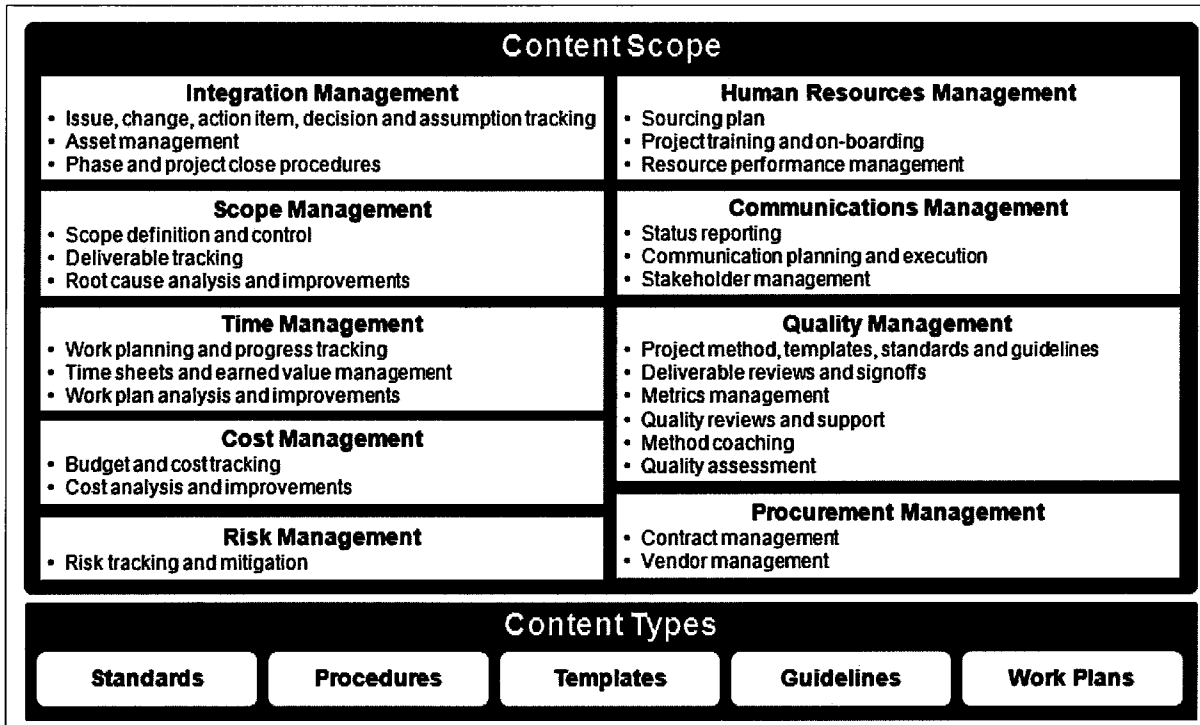 Content Scope
Integration Management
• Issue, change, action item, decision and assumption tracking
• Asset management
• Phase and project close procedures
Scope Management
• Scope definition and control
• Deliverable tracking
• Root cause analysis and improvements
Time Management
• Work planning and progress tracking
• Time sheets and earned value management
• Work plan analysis and improvements
Cost Management
• Budget and cost tracking
• Cost analysis and improvements
Risk Management
• Risk tracking and mitigation
Human Resources Management
• Sourcing plan
• Project training and on-boarding
• Resource performance management
Communications Management
• Status reporting
• Communication planning and execution
• Stakeholder management
Quality Management
• Project method, templates, standards and guidelines
• Deliverable reviews and signoffs
• Metrics management
• Quality reviews and support
• Method coaching
• Quality assessment
Procurement Management
• Contract management
• Vendor management
Content Types
Standards
Procedures
Templates
Guidelines
Work Plans